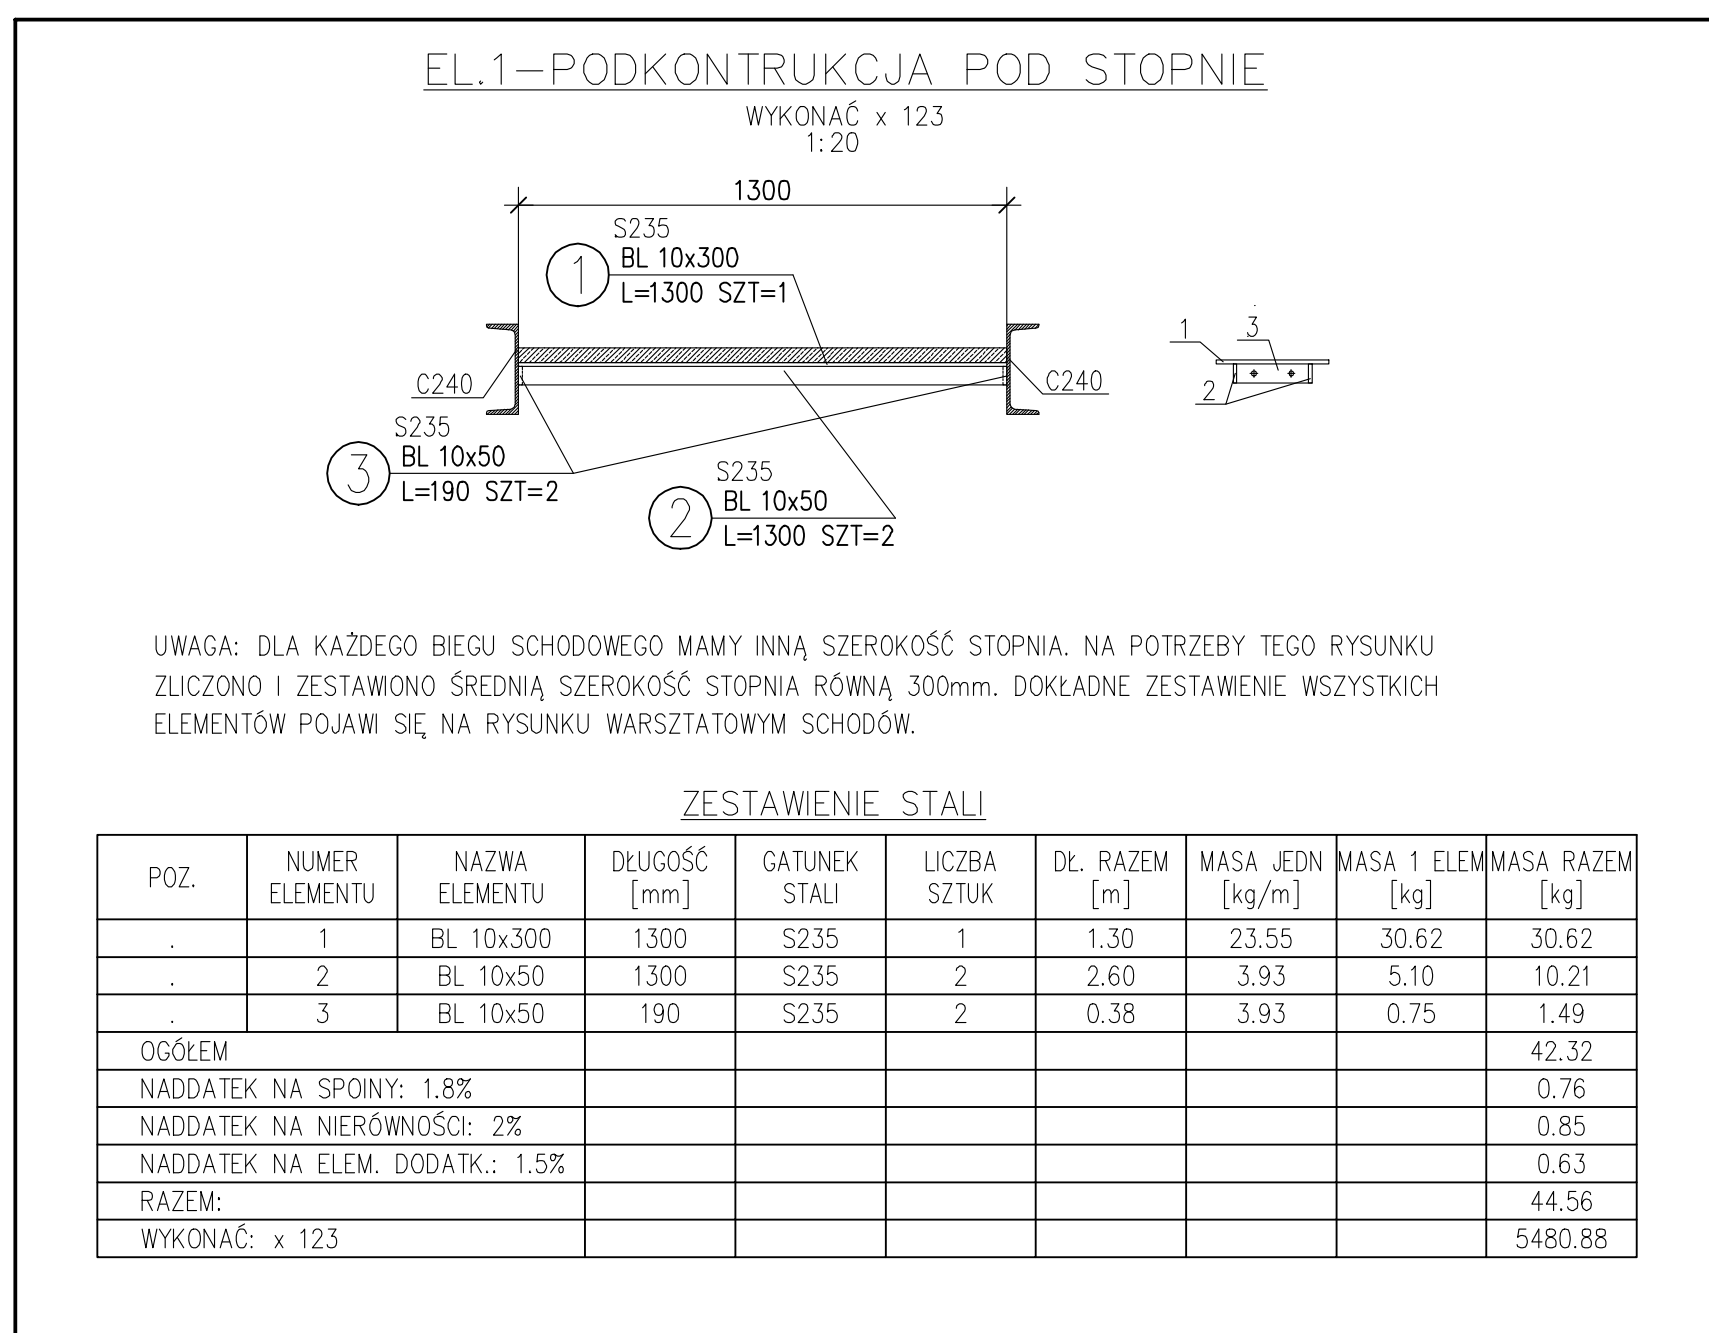 EL.1-PODKONTRUKCJA POD STOPNIE
WYKONAĆ x 123
1:20
1300
S235
1 BL 10x300
L=1300 SZT=1
C240
C240
1 3
2
S235
3 BL 10x50
L=190 SZT=2
S235
2 BL 10x50
L=1300 SZT=2
UWAGA: DLA KAŻDEGO BIEGU SCHODOWEGO MAMY INNĄ SZEROKOŚĆ STOPNIA. NA POTRZEBY TEGO RYSUNKU
ZLICZONO I ZESTAWIONO ŚREDNIĄ SZEROKOŚĆ STOPNIA RÓWNĄ 300mm. DOKŁADNE ZESTAWIENIE WSZYSTKICH
ELEMENTÓW POJAWI SIĘ NA RYSUNKU WARSZTATOWYM SCHODÓW.
ZESTAWIENIE STALI
POZ. NUMER ELEMENTU NAZWA ELEMENTU DŁUGOŚĆ [mm] GATUNEK STALI LICZBA SZTUK DŁ. RAZEM [m] MASA JEDN [kg/m] MASA 1 ELEM [kg] MASA RAZEM [kg]
. 1 BL 10x300 1300 S235 1 1.30 23.55 30.62 30.62
. 2 BL 10x50 1300 S235 2 2.60 3.93 5.10 10.21
. 3 BL 10x50 190 S235 2 0.38 3.93 0.75 1.49
OGÓŁEM 42.32
NADDATEK NA SPOINY: 1.8% 0.76
NADDATEK NA NIERÓWNOŚCI: 2% 0.85
NADDATEK NA ELEM. DODATK.: 1.5% 0.63
RAZEM: 44.56
WYKONAĆ: x 123 5480.88